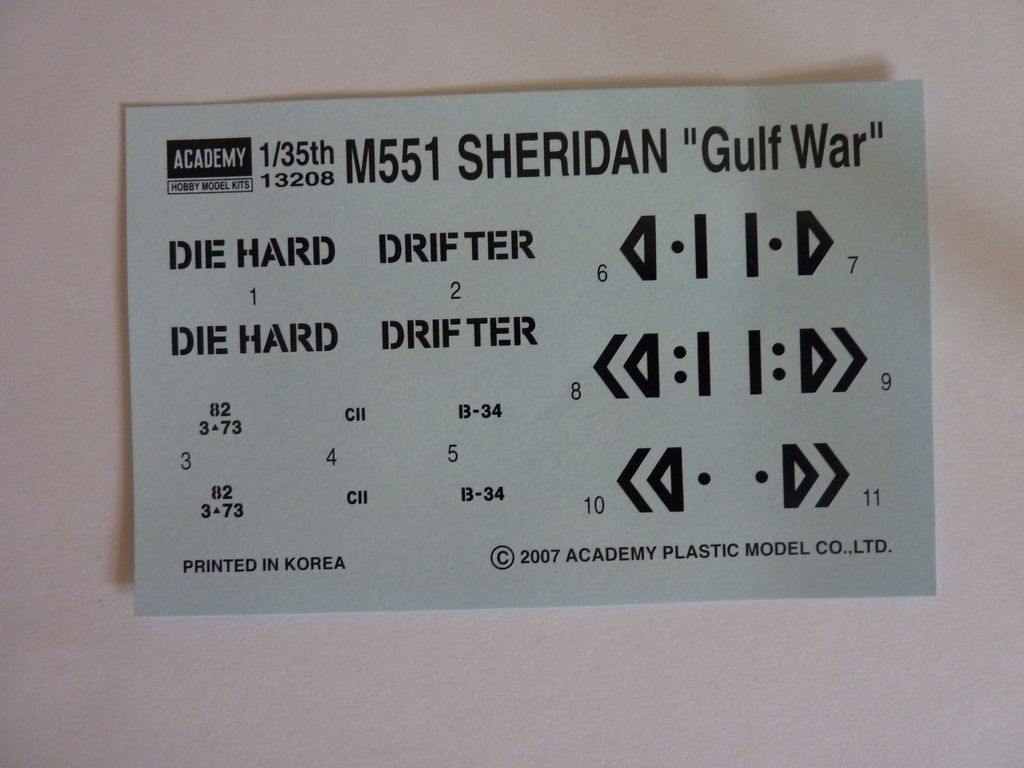 ACADEMY
HOBBY MODEL KITS
1/35th
13208
M551 SHERIDAN "Gulf War"
DIE HARD DRIFTER
1 2
6 7
DIE HARD DRIFTER
8 9
82
3▲73
CII B-34
3 4 5
82
3▲73
CII B-34
10 11
PRINTED IN KOREA
© 2007 ACADEMY PLASTIC MODEL CO.,LTD.